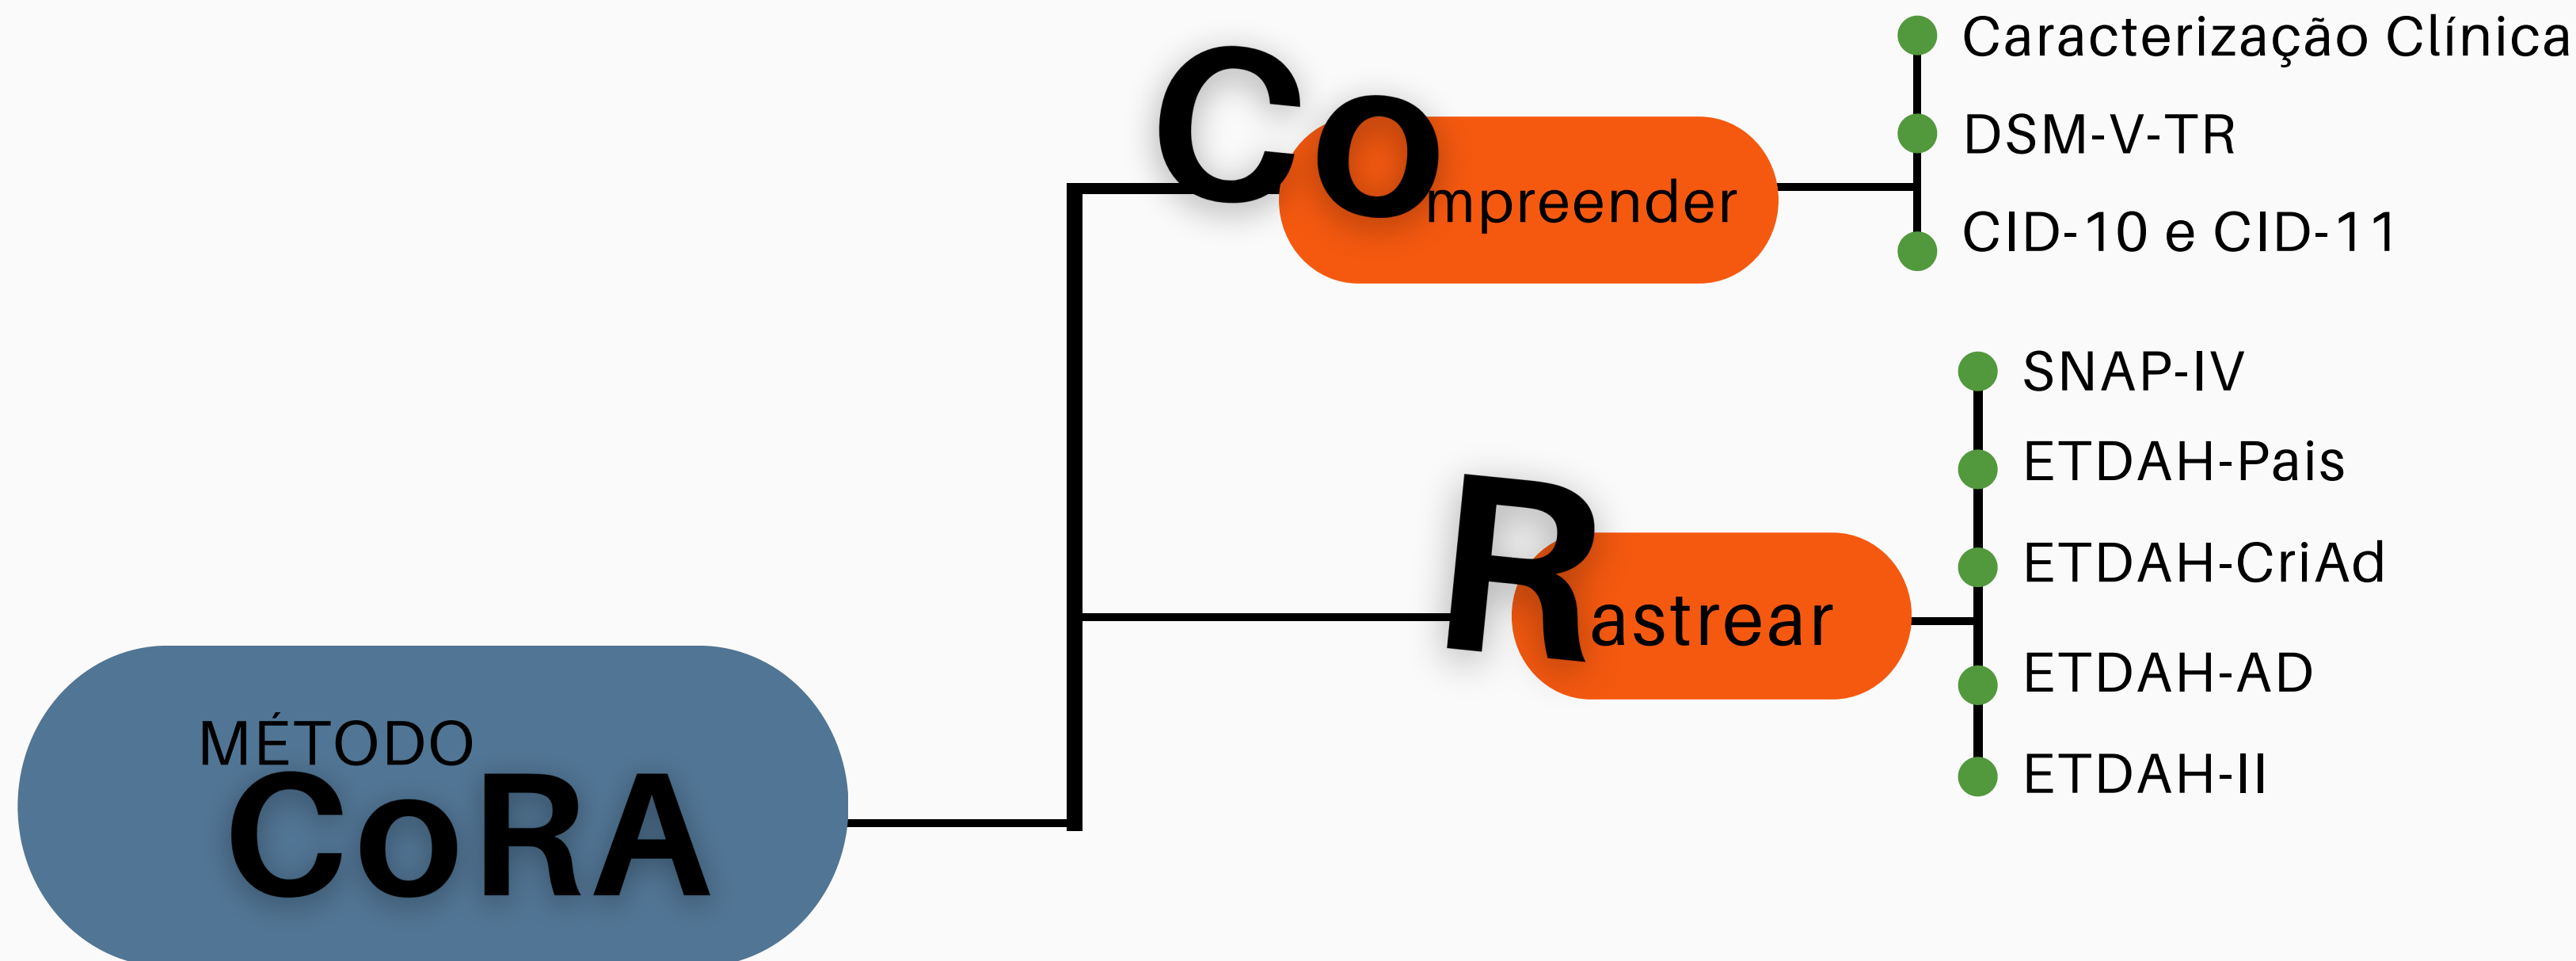 Compreender
Caracterização Clínica
DSM-V-TR
CID-10 e CID-11
Rastrear
SNAP-IV
ETDAH-Pais
ETDAH-CriAd
ETDAH-AD
ETDAH-II
MÉTODO
CoRA